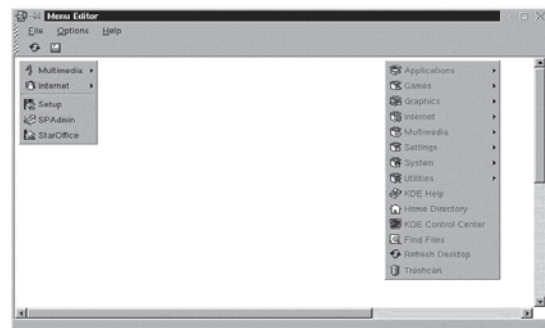 Menu Editor
File Options Help
Multimedia
Internet
Setup
SPAdmin
StarOffice
Applications
Games
Graphics
Internet
Multimedia
Settings
System
Utilities
KDE Help
Home Directory
KDE Control Center
Find Files
Refresh Desktop
Trashcan